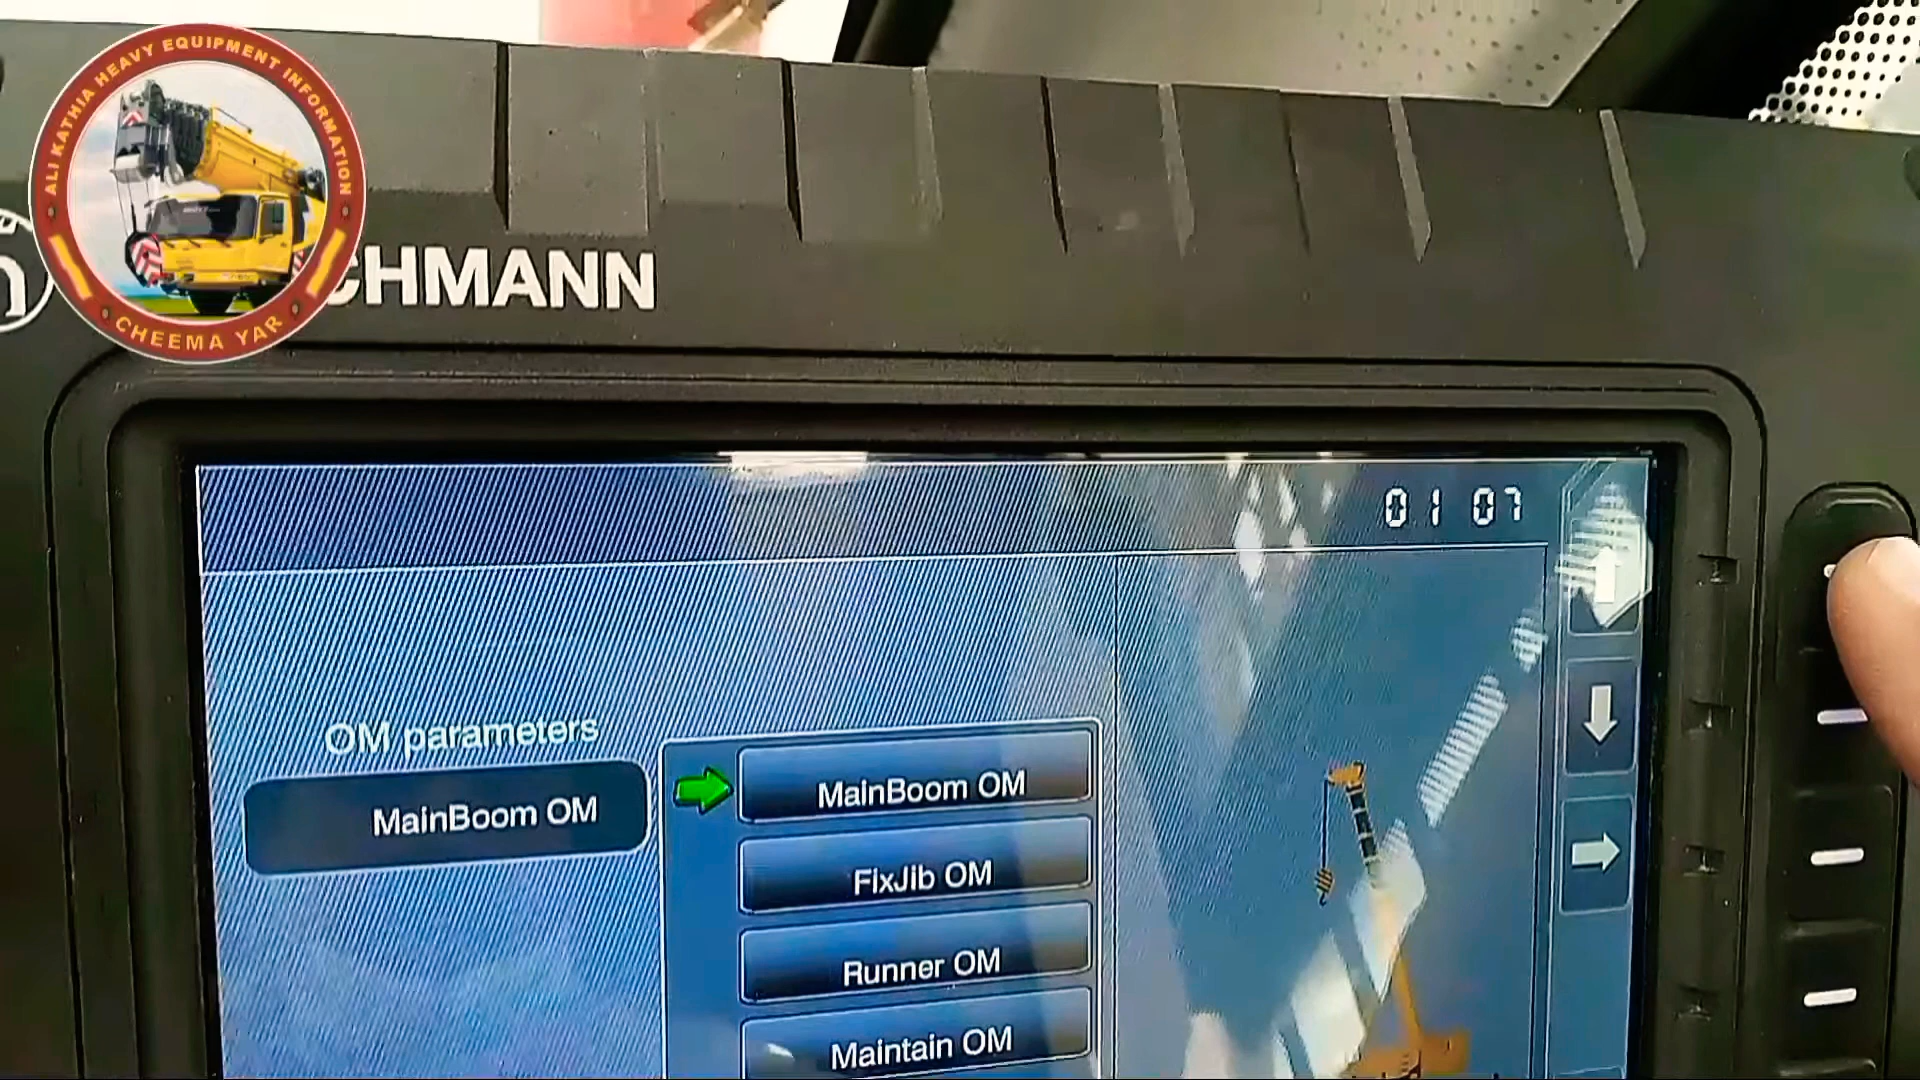 ALI KATHIA HEAVY EQUIPMENT INFORMATION
CHEEMA YAR
CHMANN
01 07
OM parameters
MainBoom OM
MainBoom OM
FixJib OM
Runner OM
Maintain OM